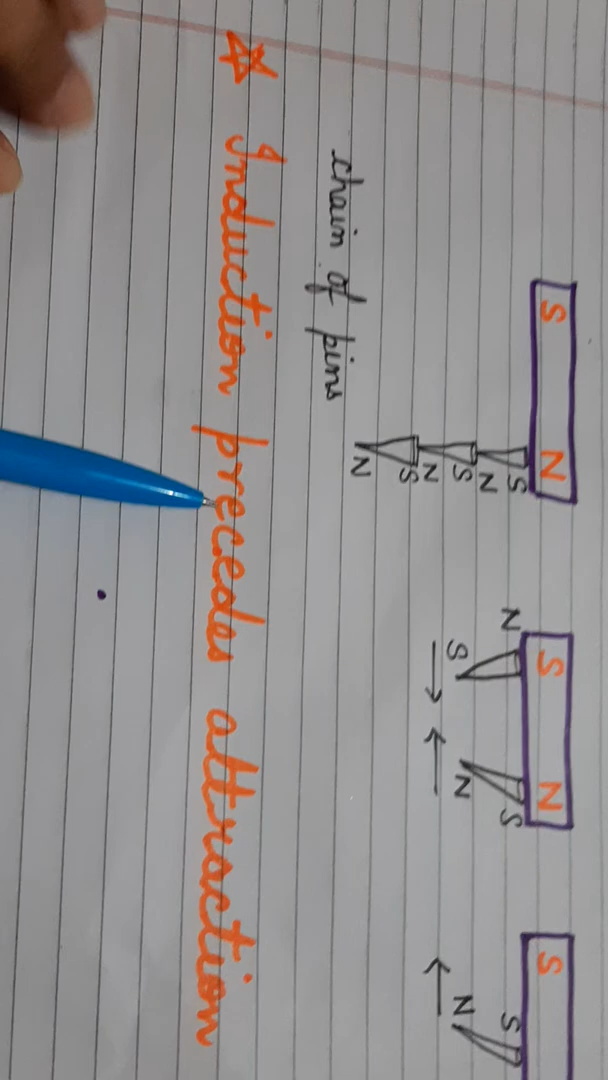 S N
S
N
S
N
S
N
chain of pins
S N
N S
S N
→ ←
S
S
N
←
☆ Induction precedes attraction